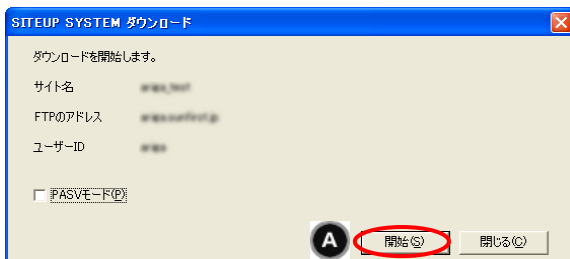 SITEUP SYSTEM ダウンロード
ダウンロードを開始します。
サイト名
FTPのアドレス
ユーザーID
PASVモード(P)
A 開始(S) 閉じる(C)